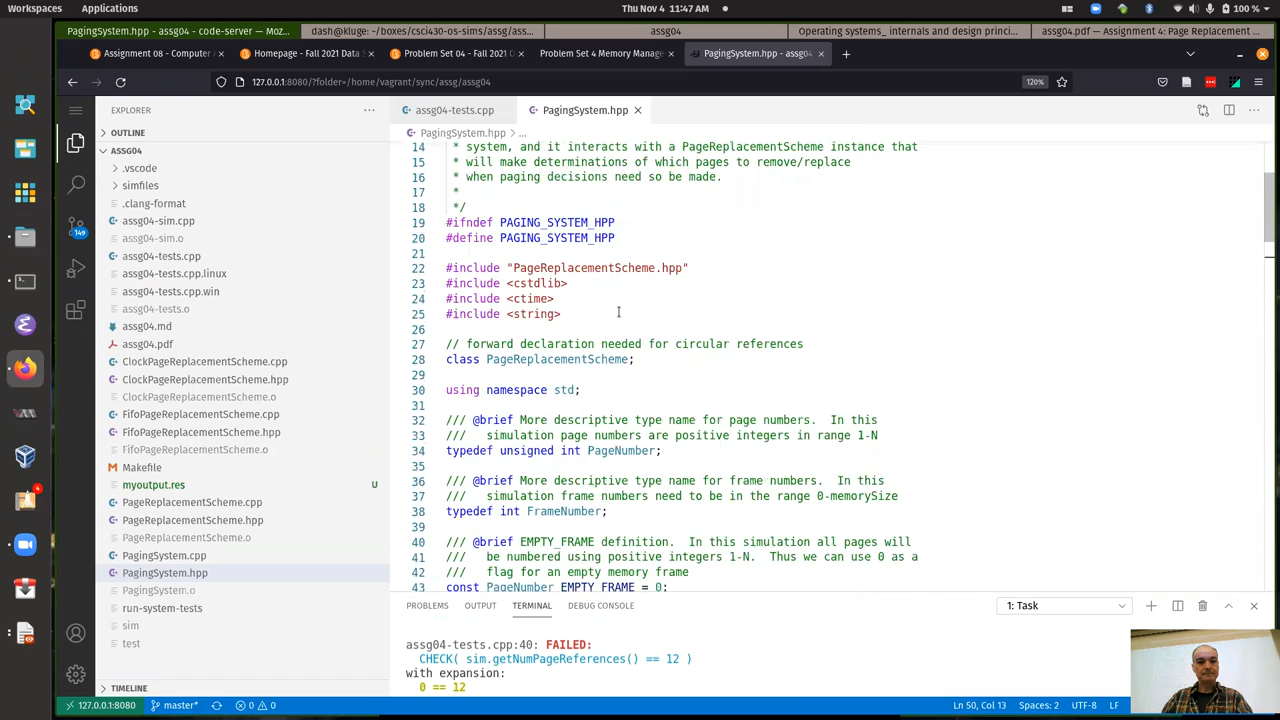 Workspaces
Applications
Thu Nov 4 11:47 AM
100 %
PagingSystem.hpp - assg04 - code-server — Moz...
dash@kluge: ~/boxes/csci430-os-sims/assg/asso...
assg04
Operating systems_ internals and design princi...
assg04.pdf — Assignment 4: Page Replacement ...
Assignment 08 - Computer A
Homepage - Fall 2021 Data S
Problem Set 04 - Fall 2021 O
Problem Set 4 Memory Manag
PagingSystem.hpp - assg04
127.0.0.1:8080/?folder=/home/vagrant/sync/assg/assg04
120%
EXPLORER
OUTLINE
ASSG04
.vscode
simfiles
.clang-format
assg04-sim.cpp
assg04-sim.o
assg04-tests.cpp
assg04-tests.cpp.linux
assg04-tests.cpp.win
assg04-tests.o
assg04.md
assg04.pdf
ClockPageReplacementScheme.cpp
ClockPageReplacementScheme.hpp
ClockPageReplacementScheme.o
FifoPageReplacementScheme.cpp
FifoPageReplacementScheme.hpp
FifoPageReplacementScheme.o
Makefile
myoutput.res U
PageReplacementScheme.cpp
PageReplacementScheme.hpp
PageReplacementScheme.o
PagingSystem.cpp
PagingSystem.hpp
PagingSystem.o
run-system-tests
sim
test
TIMELINE
149
4
assg04-tests.cpp
PagingSystem.hpp
PagingSystem.hpp > ...
14 * system, and it interacts with a PageReplacementScheme instance that
15 * will make determinations of which pages to remove/replace
16 * when paging decisions need so be made.
17 *
18 */
19 #ifndef PAGING_SYSTEM_HPP
20 #define PAGING_SYSTEM_HPP
21
22 #include "PageReplacementScheme.hpp"
23 #include <cstdlib>
24 #include <ctime>
25 #include <string>
26
27 // forward declaration needed for circular references
28 class PageReplacementScheme;
29
30 using namespace std;
31
32 /// @brief More descriptive type name for page numbers. In this
33 /// simulation page numbers are positive integers in range 1-N
34 typedef unsigned int PageNumber;
35
36 /// @brief More descriptive type name for frame numbers. In this
37 /// simulation frame numbers need to be in the range 0-memorySize
38 typedef int FrameNumber;
39
40 /// @brief EMPTY_FRAME definition. In this simulation all pages will
41 /// be numbered using positive integers 1-N. Thus we can use 0 as a
42 /// flag for an empty memory frame
43 const PageNumber EMPTY_FRAME = 0;
PROBLEMS
OUTPUT
TERMINAL
DEBUG CONSOLE
1: Task
assg04-tests.cpp:40: FAILED:
CHECK( sim.getNumPageReferences() == 12 )
with expansion:
0 == 12
127.0.0.1:8080
master*
0
0
Ln 50, Col 13
Spaces: 2
UTF-8
LF